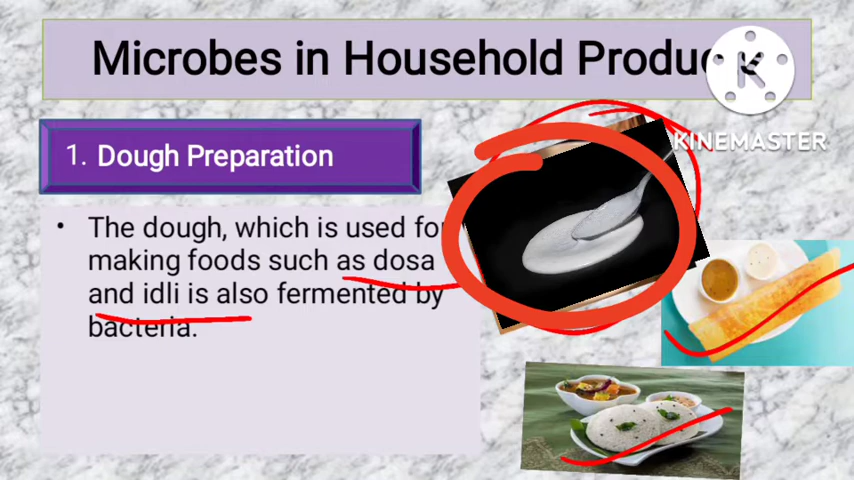 Microbes in Household Produc
K
KINEMASTER
1. Dough Preparation
• The dough, which is used for
making foods such as dosa
and idli is also fermented by
bacteria.